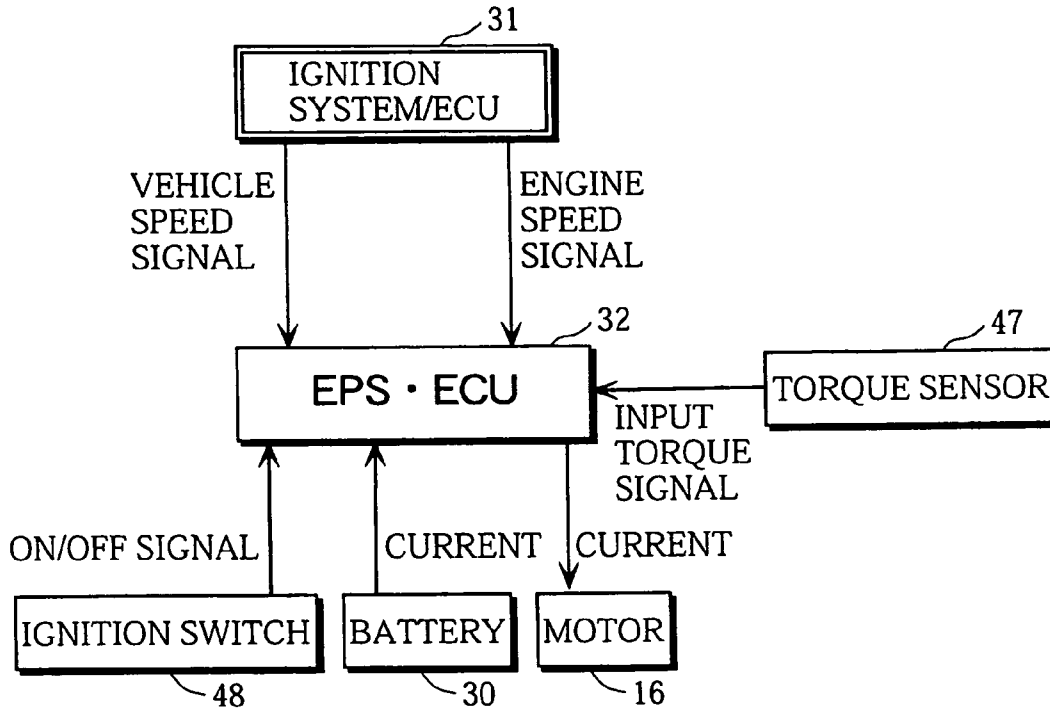 31
IGNITION
SYSTEM/ECU
VEHICLE
SPEED
SIGNAL
ENGINE
SPEED
SIGNAL
32
47
EPS・ECU
TORQUE SENSOR
INPUT
TORQUE
SIGNAL
ON/OFF SIGNAL
CURRENT
CURRENT
IGNITION SWITCH
BATTERY
MOTOR
48
30
16